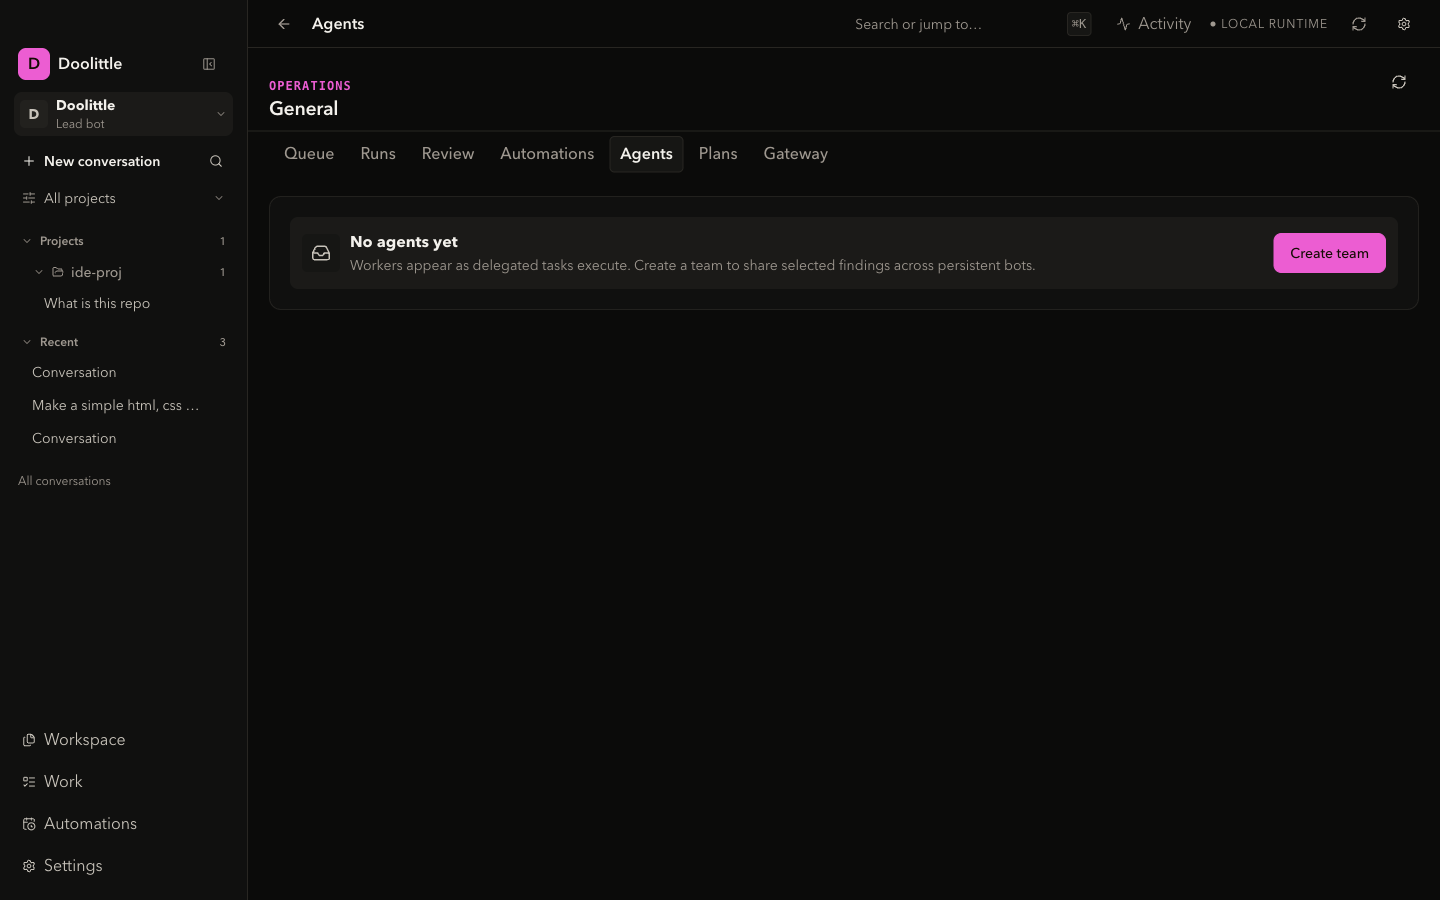 Agents
Search or jump to…
⌘K
Activity
LOCAL RUNTIME
D
Doolittle
D
Doolittle
Lead bot
New conversation
All projects
Projects
1
ide-proj
1
What is this repo
Recent
3
Conversation
Make a simple html, css …
Conversation
All conversations
Workspace
Work
Automations
Settings
OPERATIONS
General
Queue
Runs
Review
Automations
Agents
Plans
Gateway
No agents yet
Workers appear as delegated tasks execute. Create a team to share selected findings across persistent bots.
Create team